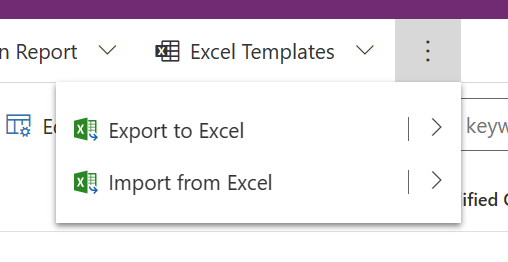 n Report Excel Templates
Export to Excel
Import from Excel